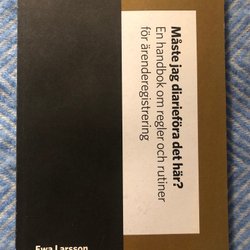 Måste jag diarieföra det här?
En handbok om regler och rutiner
för ärenderegistrering
Ewa Larsson